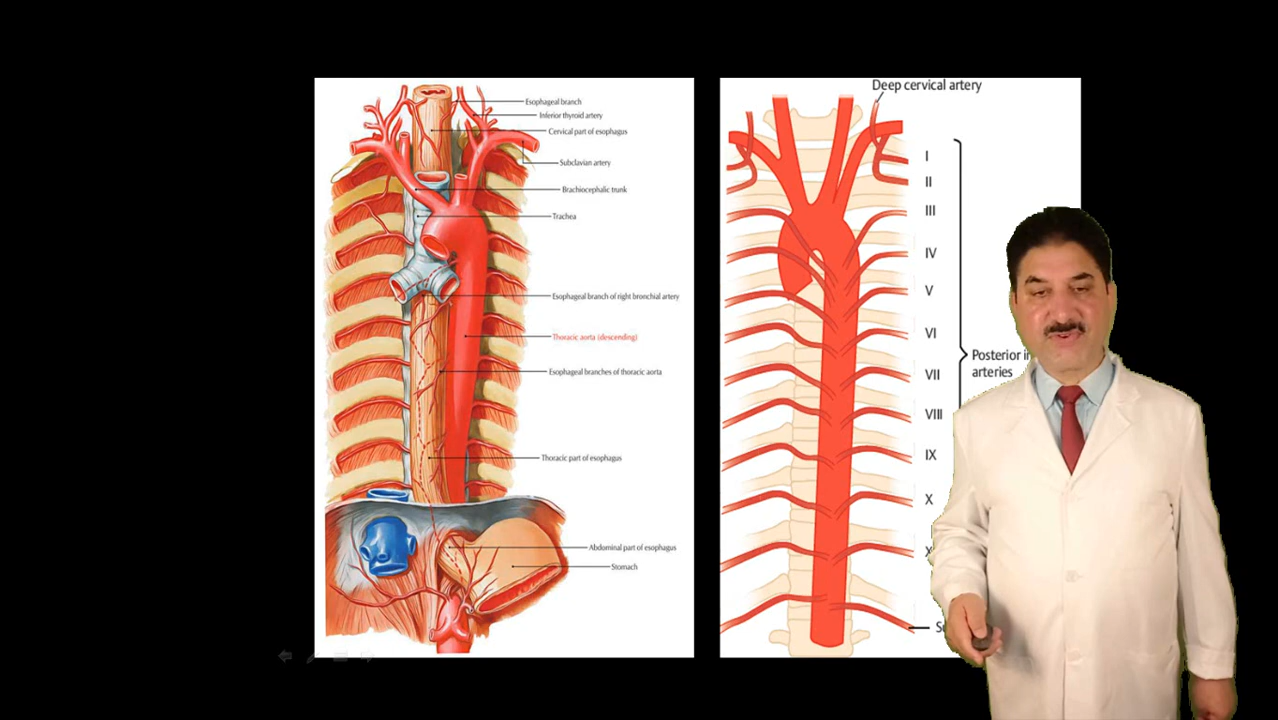 Esophageal branch
Inferior thyroid artery
Cervical part of esophagus
Subclavian artery
Brachiocephalic trunk
Trachea
Esophageal branch of right bronchial artery
Thoracic aorta (descending)
Esophageal branches of thoracic aorta
Thoracic part of esophagus
Abdominal part of esophagus
Stomach
Deep cervical artery
I
II
III
IV
V
VI
VII
VIII
IX
X
Posterior
arteries